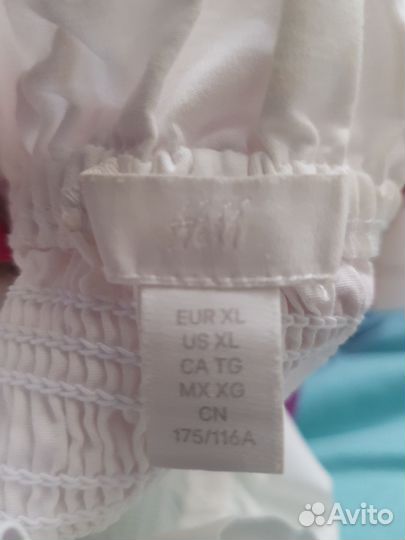 H&M
EUR XL
US XL
CA TG
MX XG
CN
175/116A
Avito